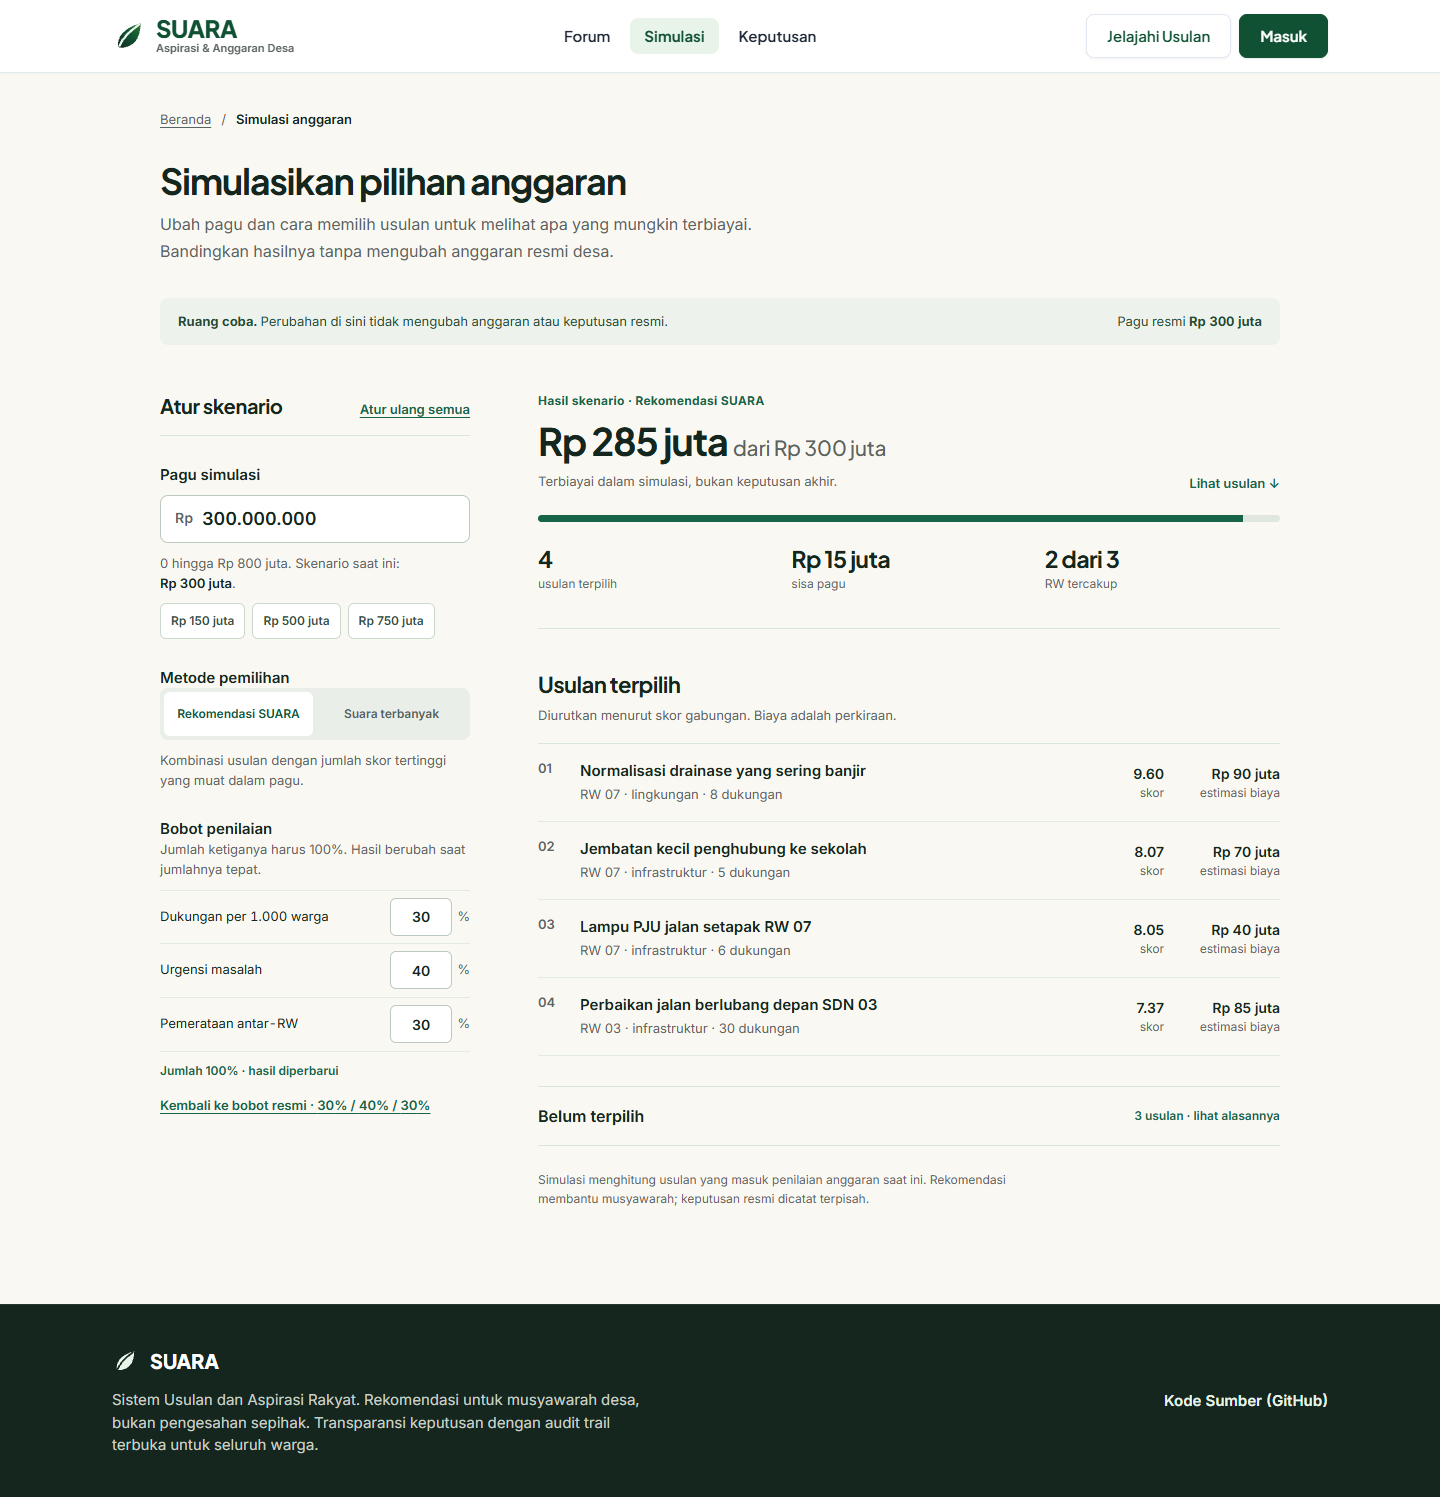 SUARA
Aspirasi & Anggaran Desa
Forum
Simulasi
Keputusan
Jelajahi Usulan
Masuk
Beranda / Simulasi anggaran
Simulasikan pilihan anggaran
Ubah pagu dan cara memilih usulan untuk melihat apa yang mungkin terbiayai.
Bandingkan hasilnya tanpa mengubah anggaran resmi desa.
Ruang coba. Perubahan di sini tidak mengubah anggaran atau keputusan resmi.
Pagu resmi Rp 300 juta
Atur skenario
Atur ulang semua
Pagu simulasi
Rp 300.000.000
0 hingga Rp 800 juta. Skenario saat ini:
Rp 300 juta.
Rp 150 juta
Rp 500 juta
Rp 750 juta
Metode pemilihan
Rekomendasi SUARA
Suara terbanyak
Kombinasi usulan dengan jumlah skor tertinggi
yang muat dalam pagu.
Bobot penilaian
Jumlah ketiganya harus 100%. Hasil berubah saat
jumlahnya tepat.
Dukungan per 1.000 warga 30 %
Urgensi masalah 40 %
Pemerataan antar-RW 30 %
Jumlah 100% · hasil diperbarui
Kembali ke bobot resmi · 30% / 40% / 30%
Hasil skenario · Rekomendasi SUARA
Rp 285 juta dari Rp 300 juta
Terbiayai dalam simulasi, bukan keputusan akhir.
Lihat usulan ↓
4
usulan terpilih
Rp 15 juta
sisa pagu
2 dari 3
RW tercakup
Usulan terpilih
Diurutkan menurut skor gabungan. Biaya adalah perkiraan.
01 Normalisasi drainase yang sering banjir 9.60 Rp 90 juta
RW 07 · lingkungan · 8 dukungan skor estimasi biaya
02 Jembatan kecil penghubung ke sekolah 8.07 Rp 70 juta
RW 07 · infrastruktur · 5 dukungan skor estimasi biaya
03 Lampu PJU jalan setapak RW 07 8.05 Rp 40 juta
RW 07 · infrastruktur · 6 dukungan skor estimasi biaya
04 Perbaikan jalan berlubang depan SDN 03 7.37 Rp 85 juta
RW 03 · infrastruktur · 30 dukungan skor estimasi biaya
Belum terpilih
3 usulan · lihat alasannya
Simulasi menghitung usulan yang masuk penilaian anggaran saat ini. Rekomendasi
membantu musyawarah; keputusan resmi dicatat terpisah.
SUARA
Sistem Usulan dan Aspirasi Rakyat. Rekomendasi untuk musyawarah desa,
bukan pengesahan sepihak. Transparansi keputusan dengan audit trail
terbuka untuk seluruh warga.
Kode Sumber (GitHub)